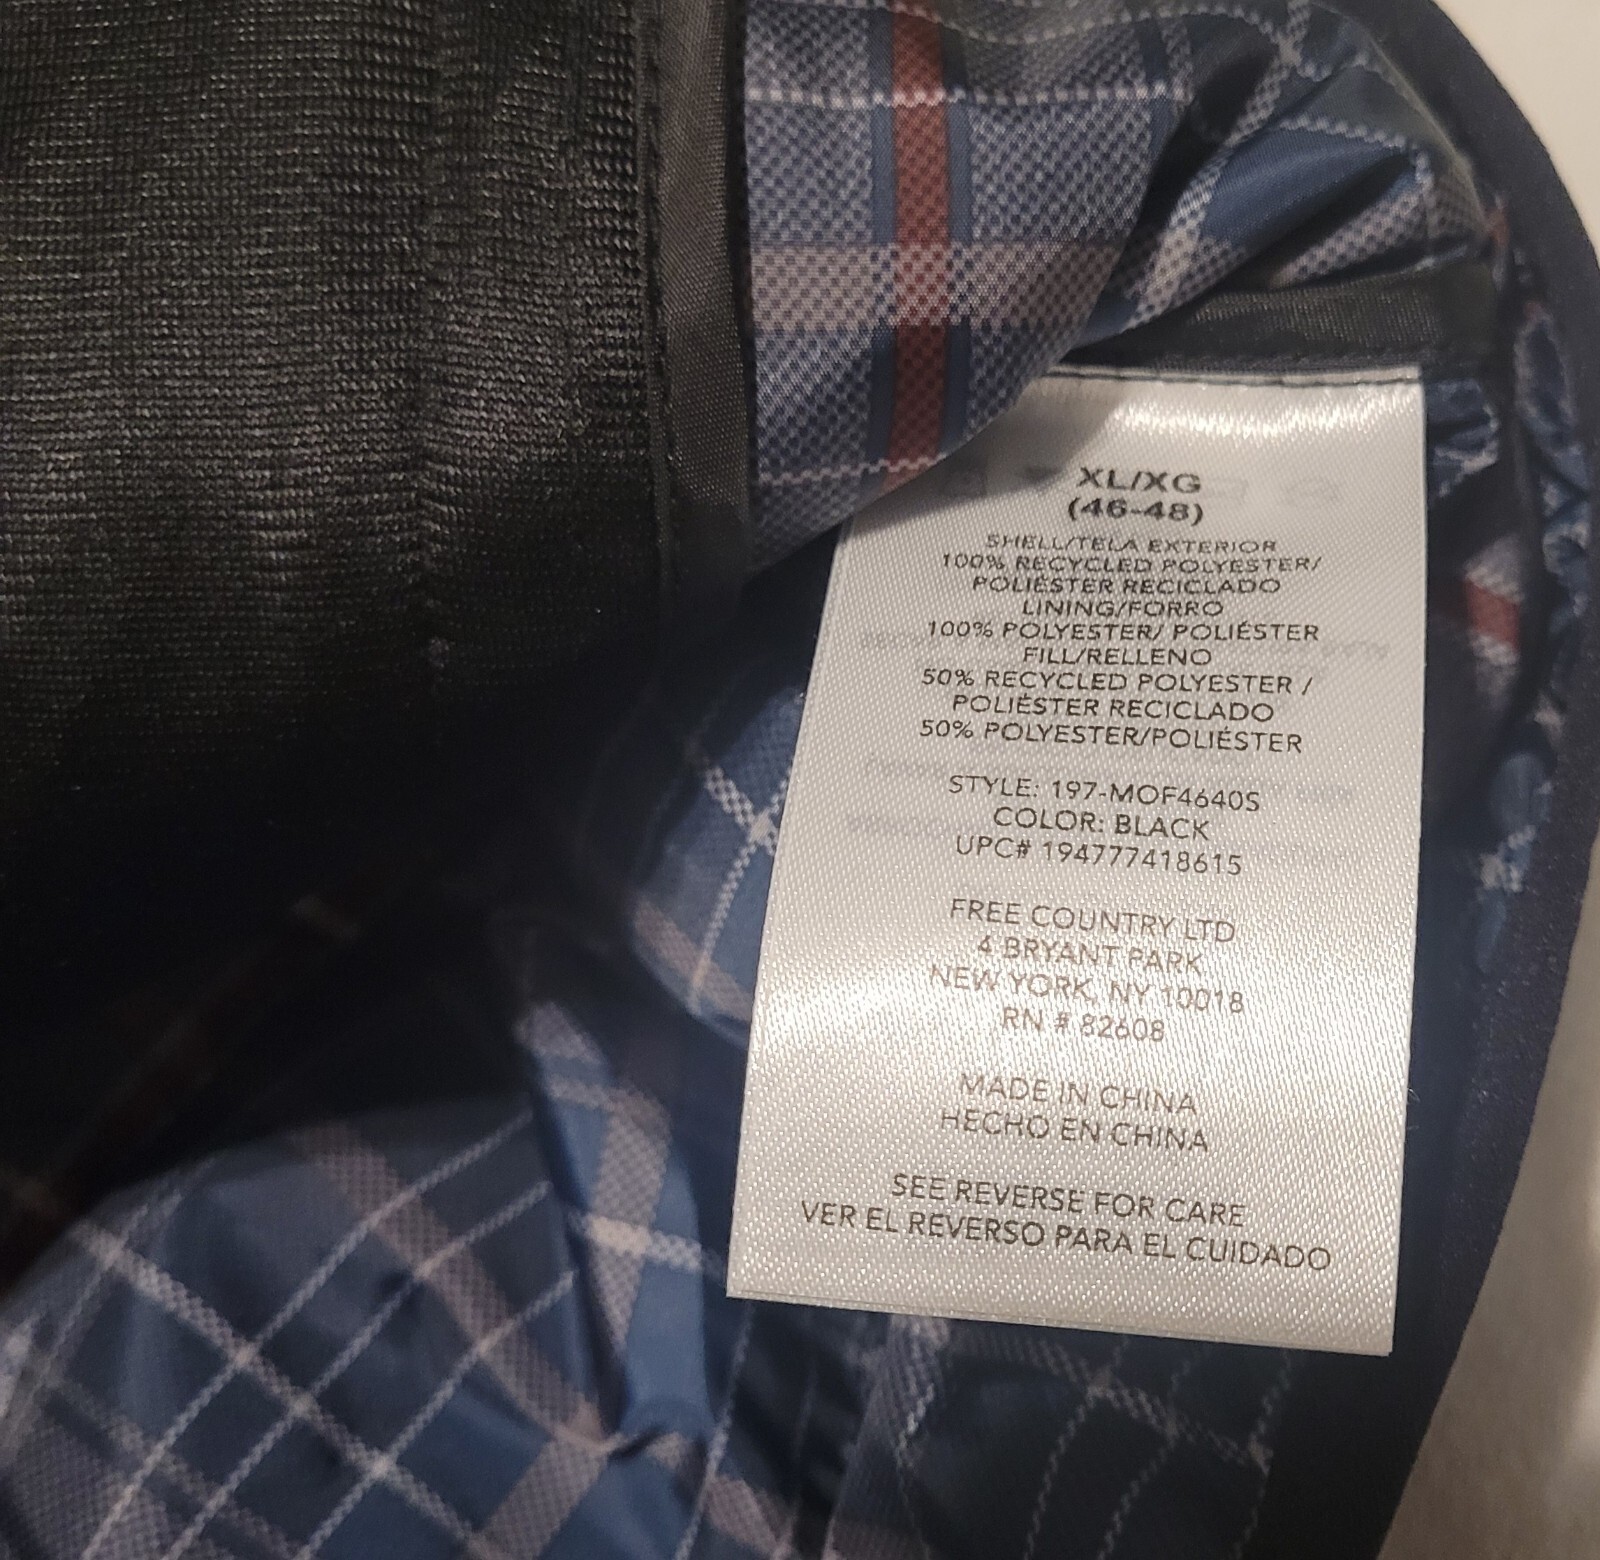 XL/XG
(46-48)
SHELL/TELA EXTERIOR
100% RECYCLED POLYESTER/
POLIÉSTER RECICLADO
LINING/FORRO
100% POLYESTER/ POLIÉSTER
FILL/RELLENO
50% RECYCLED POLYESTER /
POLIÉSTER RECICLADO
50% POLYESTER/POLIÉSTER
STYLE: 197-MOF4640S
COLOR: BLACK
UPC# 194777418615
FREE COUNTRY LTD
4 BRYANT PARK
NEW YORK, NY 10018
RN # 82608
MADE IN CHINA
HECHO EN CHINA
SEE REVERSE FOR CARE
VER EL REVERSO PARA EL CUIDADO